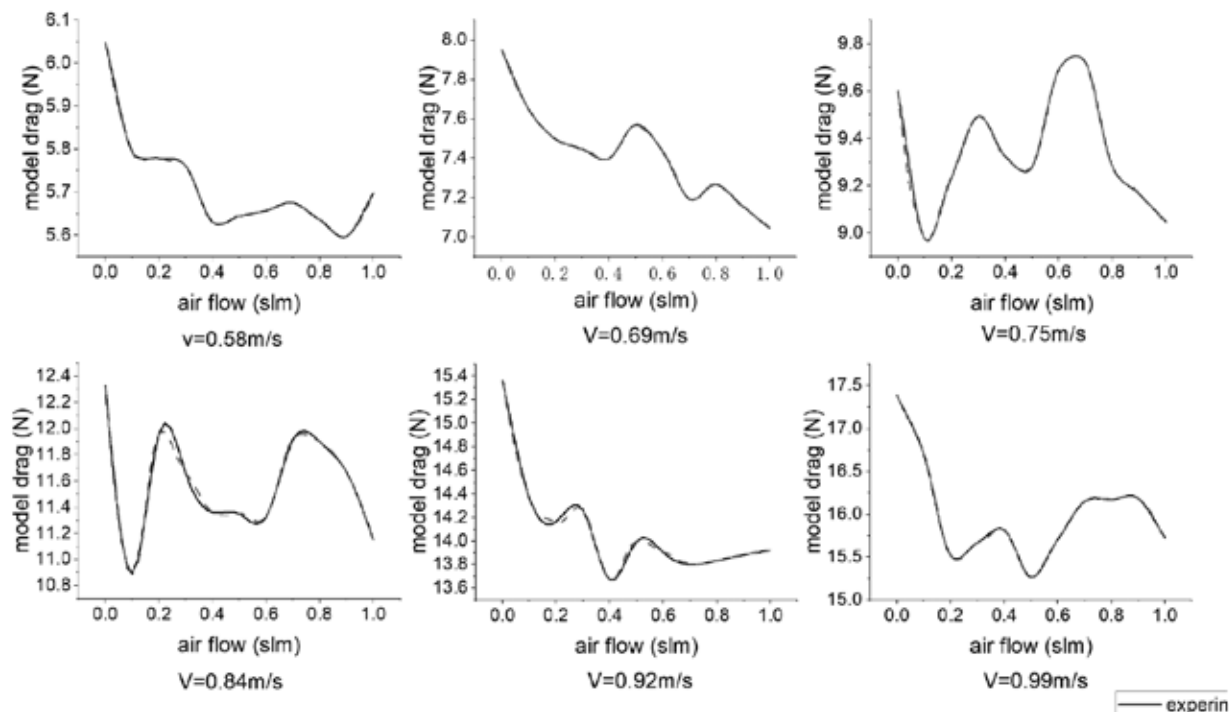 model drag (N)
6.1
6.0
5.9
5.8
5.7
5.6
0.0 0.2 0.4 0.6 0.8 1.0
air flow (slm)
v=0.58m/s
model drag (N)
8.0
7.8
7.6
7.4
7.2
7.0
0.0 0.2 0.4 0.6 0.8 1.0
air flow (slm)
V=0.69m/s
model drag (N)
9.8
9.6
9.4
9.2
9.0
0.0 0.2 0.4 0.6 0.8 1.0
air flow (slm)
V=0.75m/s
model drag (N)
12.4
12.2
12.0
11.8
11.6
11.4
11.2
11.0
10.8
0.0 0.2 0.4 0.6 0.8 1.0
air flow (slm)
V=0.84m/s
model drag (N)
15.4
15.2
15.0
14.8
14.6
14.4
14.2
14.0
13.8
13.6
0.0 0.2 0.4 0.6 0.8 1.0
air flow (slm)
V=0.92m/s
model drag (N)
17.5
17.0
16.5
16.0
15.5
15.0
0.0 0.2 0.4 0.6 0.8 1.0
air flow (slm)
V=0.99m/s
experin